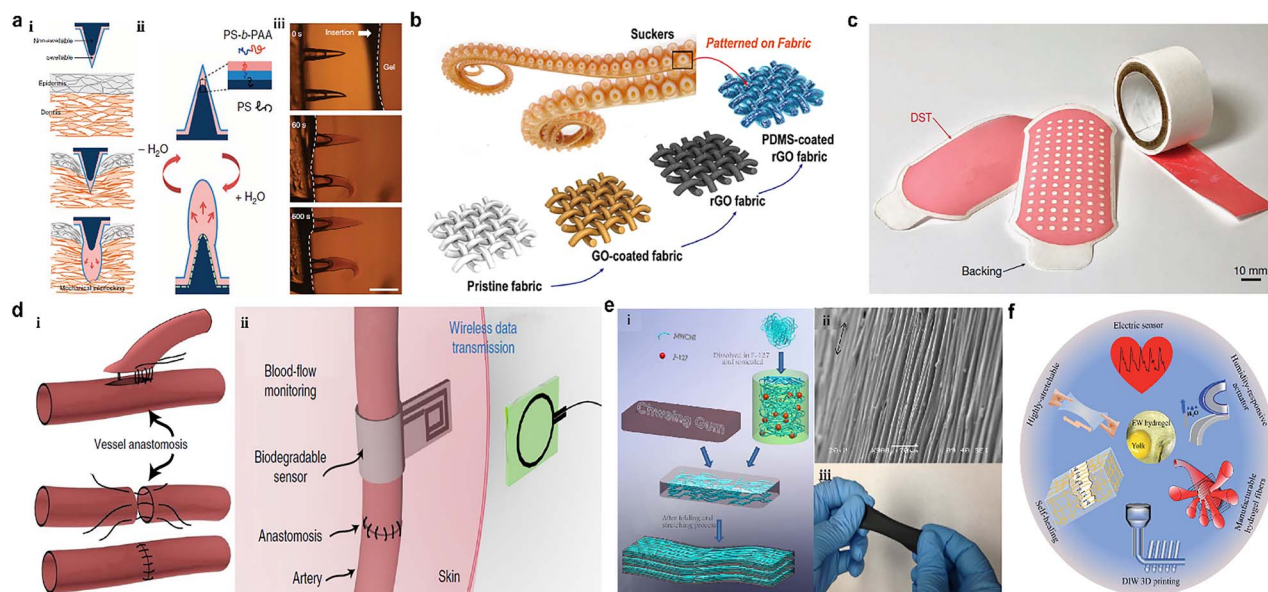 a
i
Non-swellable
swellable
Epidermis
Dermis
Mechanical interlocking
ii
PS-b-PAA
PS
− H2O
+ H2O
iii
0 s
Insertion
Gel
60 s
600 s
b
Suckers
Patterned on Fabric
PDMS-coated
rGO fabric
rGO fabric
GO-coated fabric
Pristine fabric
c
DST
Backing
10 mm
d
i
Vessel anastomosis
ii
Wireless data
transmission
Blood-flow
monitoring
Biodegradable
sensor
Anastomosis
Artery
Skin
e
i
F-127
Dissolved in F-127
and sonicated
Chweing Gum
After folding and
stretching process
ii
iii
f
Electric sensor
Highly-stretchable
Humidity-responsive
actuator
H2O
EW hydrogel
Yolk
Self-healing
Manufacturable
hydrogel fibers
DIW 3D printing